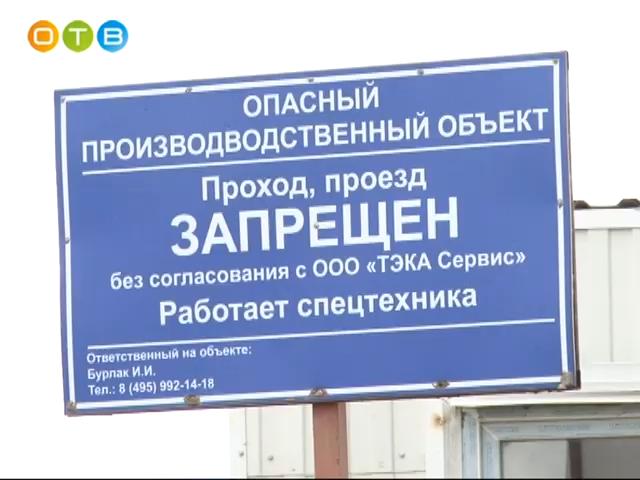 ОТВ
ОПАСНЫЙ
ПРОИЗВОДВОДСТВЕННЫЙ ОБЪЕКТ
Проход, проезд
ЗАПРЕЩЕН
без согласования с ООО «ТЭКА Сервис»
Работает спецтехника
Ответственный на объекте:
Бурлак И.И.
Тел.: 8 (495) 992-14-18